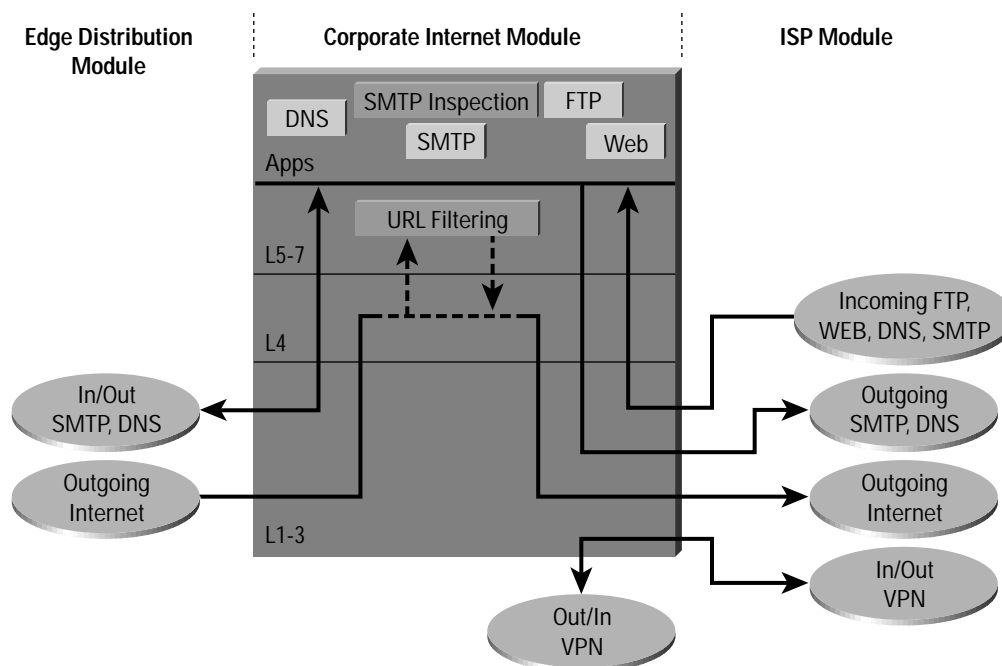 Edge Distribution
Module
Corporate Internet Module
ISP Module
DNS
SMTP Inspection
FTP
SMTP
Web
Apps
URL Filtering
L5-7
L4
L1-3
In/Out
SMTP, DNS
Outgoing
Internet
Incoming FTP,
WEB, DNS, SMTP
Outgoing
SMTP, DNS
Outgoing
Internet
In/Out
VPN
Out/In
VPN